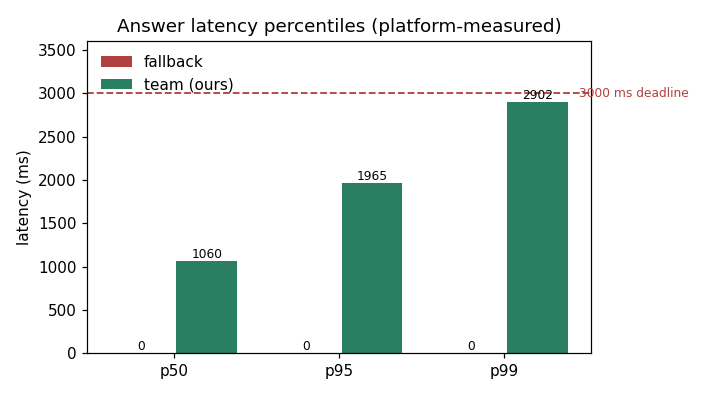 Answer latency percentiles (platform-measured)
3500
3000
2500
2000
1500
1000
500
0
latency (ms)
fallback
team (ours)
3000 ms deadline
0
1060
0
1965
0
2902
p50
p95
p99